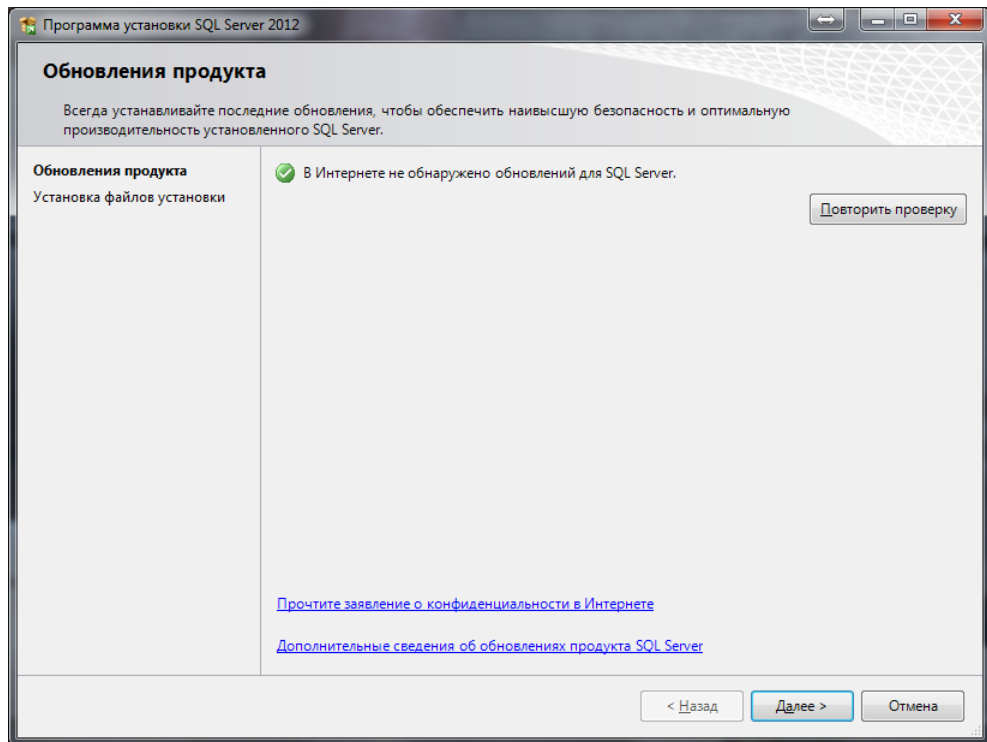 Программа установки SQL Server 2012
Обновления продукта
Всегда устанавливайте последние обновления, чтобы обеспечить наивысшую безопасность и оптимальную
производительность установленного SQL Server.
Обновления продукта
Установка файлов установки
В Интернете не обнаружено обновлений для SQL Server.
Повторить проверку
Прочтите заявление о конфиденциальности в Интернете
Дополнительные сведения об обновлениях продукта SQL Server
< Назад
Далее >
Отмена